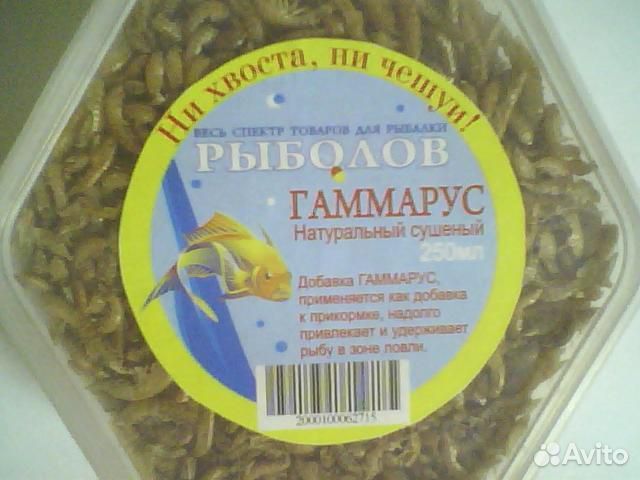 Ни хвоста, ни чешуи!
ВЕСЬ СПЕКТР ТОВАРОВ ДЛЯ РЫБАЛКИ
РЫБОЛОВ
ГАММАРУС
Натуральный сушеный
250мл
Добавка ГАММАРУС,
применяется как добавка
к прикормке, надолго
привлекает и удерживает
рыбу в зоне ловли.
2000100062715
Avito